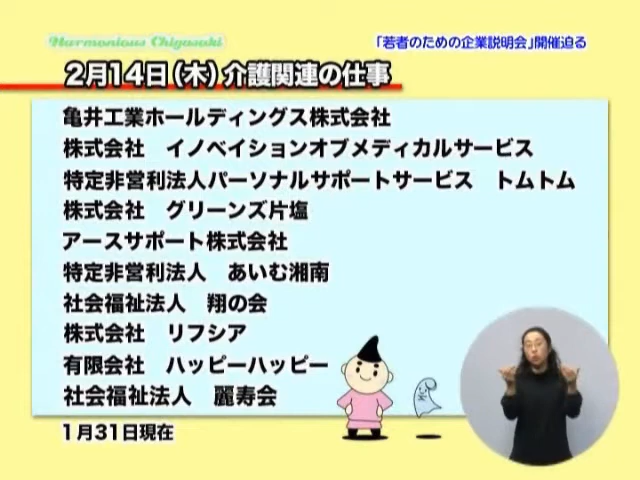 Harmonious Chigasaki
「若者のための企業説明会」開催迫る
2月14日（木）介護関連の仕事
亀井工業ホールディングス株式会社
株式会社　イノベイションオブメディカルサービス
特定非営利法人パーソナルサポートサービス　トムトム
株式会社　グリーンズ片塩
アースサポート株式会社
特定非営利法人　あいむ湘南
社会福祉法人　翔の会
株式会社　リフシア
有限会社　ハッピーハッピー
社会福祉法人　麗寿会
1月31日現在